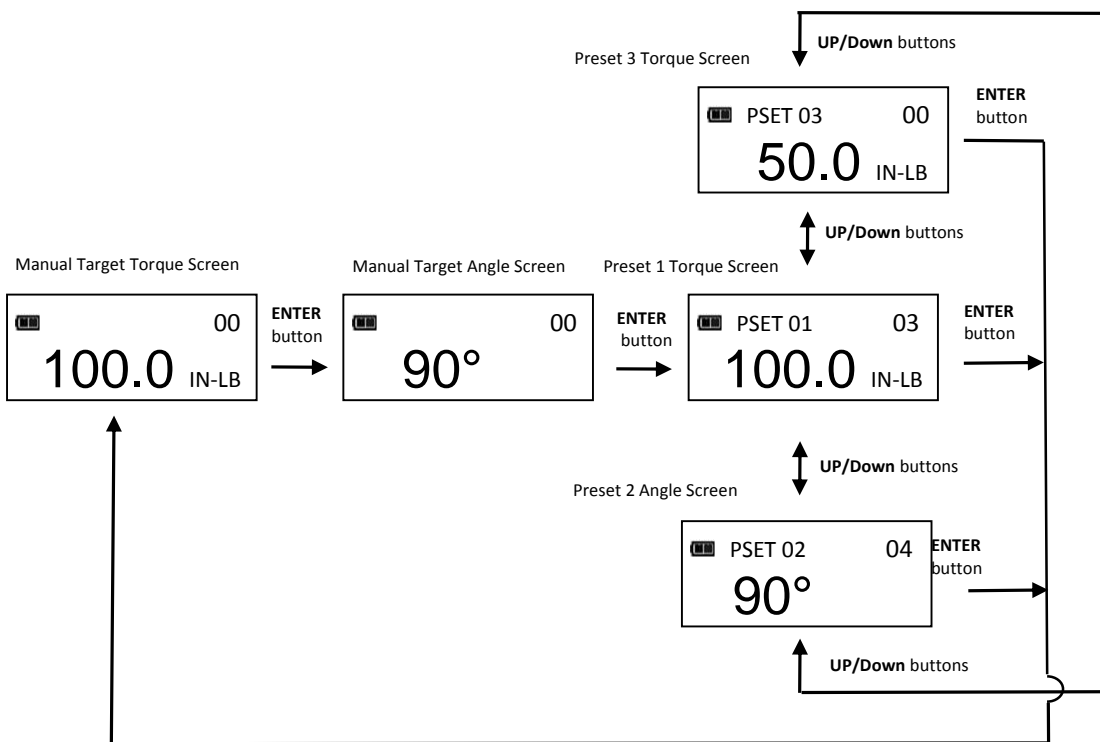 UP/Down buttons
Preset 3 Torque Screen
ENTER
button
PSET 03 00
50.0 IN-LB
UP/Down buttons
Manual Target Torque Screen
00
100.0 IN-LB
ENTER
button
Manual Target Angle Screen
00
90°
ENTER
button
Preset 1 Torque Screen
PSET 01 03
100.0 IN-LB
ENTER
button
UP/Down buttons
Preset 2 Angle Screen
PSET 02 04
90°
ENTER
button
UP/Down buttons